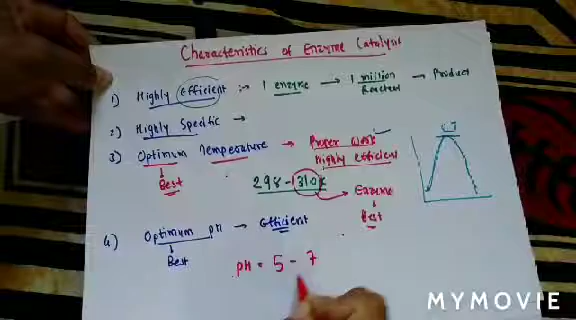 Characteristics of Enzyme Catalysis
1) Highly efficient :- 1 enzyme → 1 million Reactant → Product
2) Highly Specific →
3) Optimum Temperature → Proper work
Highly efficient
Best
298-310K
→ Enzyme
Best
4) Optimum pH → Efficient
Best
pH = 5 - 7
MYMOVIE